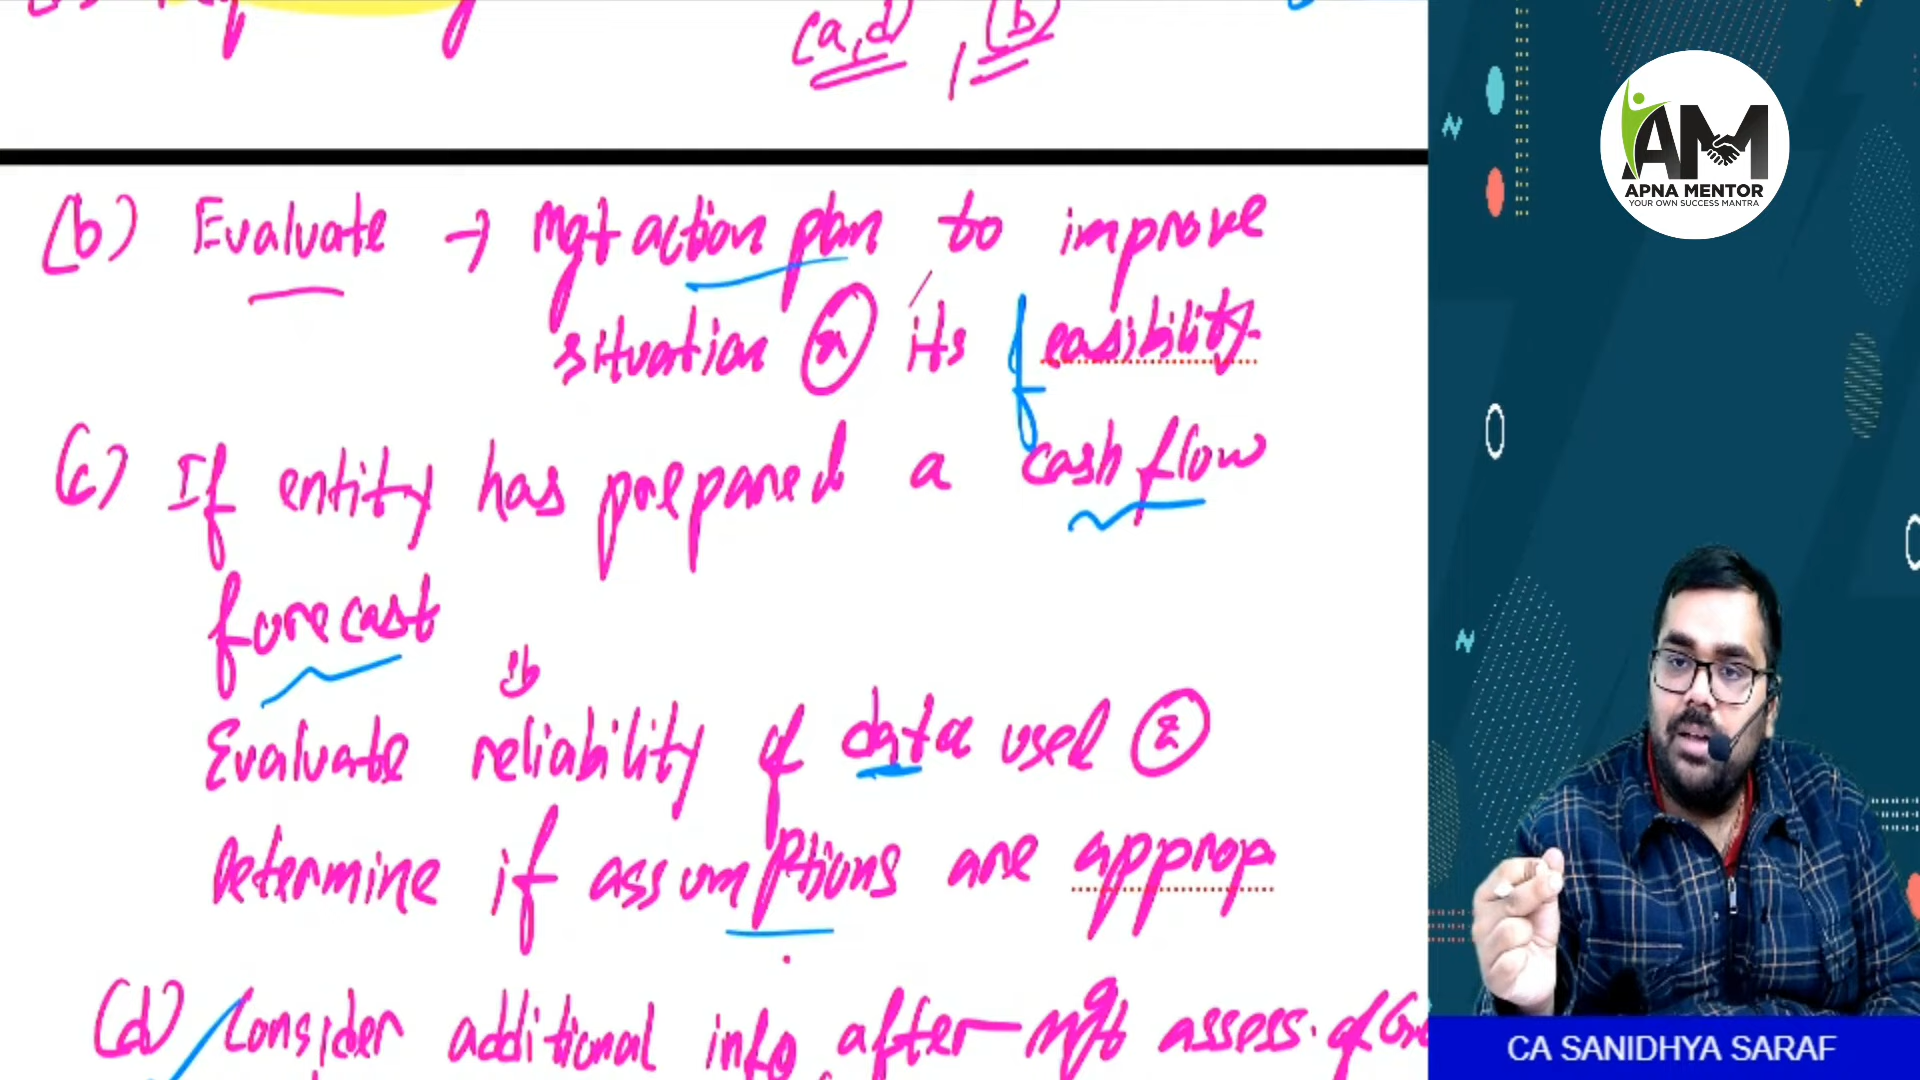 (a,d), (b)
(b) Evaluate → Mgt action plan to improve
situation & its feasibility.
(c) If entity has prepared a cash flow
forecast
Evaluate reliability of data used &
Determine if assumptions are approp.
(d) Consider additional info after mgt assess. of
AM
APNA MENTOR
YOUR OWN SUCCESS MANTRA
CA SANIDHYA SARAF